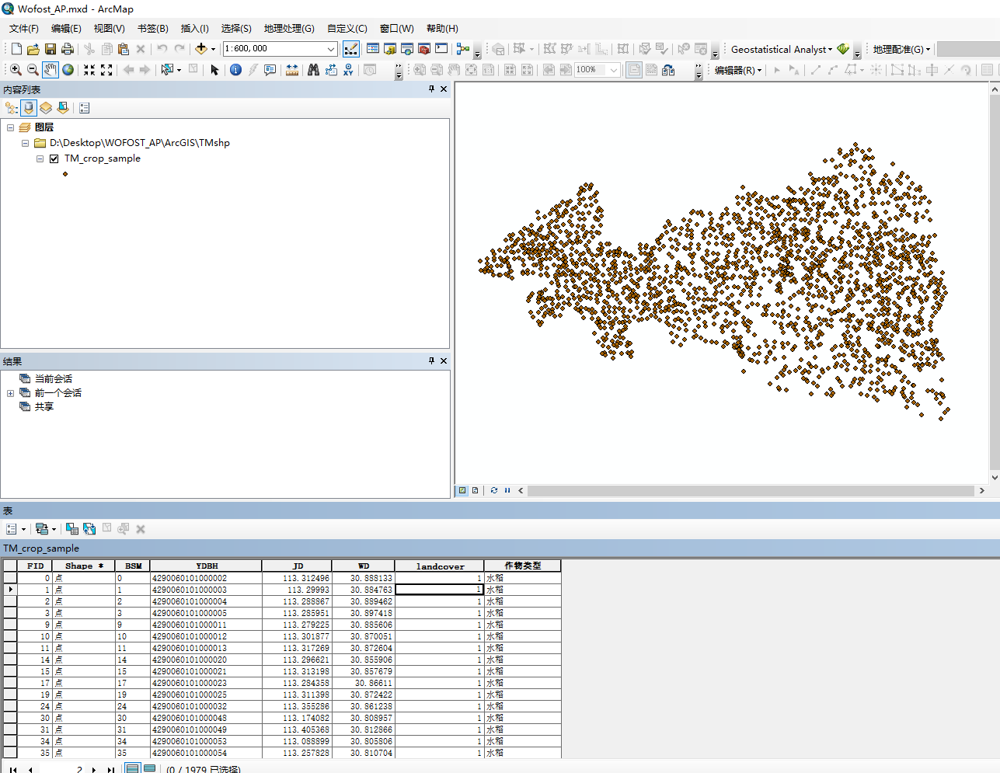 Wofost_AP.mxd - ArcMap
文件(F) 编辑(E) 视图(V) 书签(B) 插入(I) 选择(S) 地理处理(G) 自定义(C) 窗口(W) 帮助(H)
1:600,000 Geostatistical Analyst 地理配准(G)
100% 编辑器(R)
内容列表
图层
D:\Desktop\WOFOST_AP\ArcGIS\TMshp
TM_crop_sample
结果
当前会话
前一个会话
共享
表
TM_crop_sample
FID Shape * BSM YDBH JD WD landcover 作物类型
0 点 0 4290060101000002 113.312496 30.888133 1 水稻
1 点 1 4290060101000003 113.29993 30.884763 1 水稻
2 点 2 4290060101000004 113.288867 30.889462 1 水稻
3 点 3 4290060101000005 113.285951 30.897418 1 水稻
9 点 9 4290060101000011 113.279225 30.885606 1 水稻
10 点 10 4290060101000012 113.301877 30.870051 1 水稻
11 点 11 4290060101000013 113.317269 30.872604 1 水稻
14 点 14 4290060101000020 113.296621 30.855906 1 水稻
15 点 15 4290060101000021 113.313198 30.857679 1 水稻
17 点 17 4290060101000023 113.284358 30.86611 1 水稻
19 点 19 4290060101000025 113.311398 30.872422 1 水稻
24 点 24 4290060101000032 113.355286 30.861238 1 水稻
30 点 30 4290060101000048 113.174082 30.808957 1 水稻
31 点 31 4290060101000049 113.405368 30.812866 1 水稻
34 点 34 4290060101000053 113.088899 30.805806 1 水稻
35 点 35 4290060101000054 113.257828 30.810704 1 水稻
2 (0 / 1979 已选择)